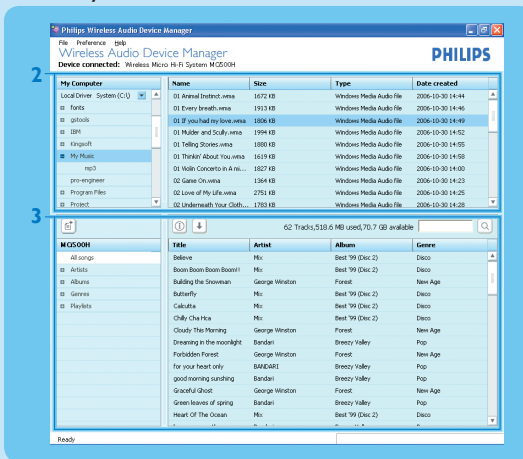 Philips Wireless Audio Device Manager
File Preference Help
Wireless Audio Device Manager
PHILIPS
Device connected: Wireless Micro Hi-Fi System MCi500H
2
My Computer Name Size Type Date created
Local Driver System (C:\) 01 Animal Instinct.wma 1672 KB Windows Media Audio file 2006-10-30 14:44
fonts 01 Every breath.wma 1913 KB Windows Media Audio file 2006-10-30 14:46
gstools 01 If you had my love.wma 1806 KB Windows Media Audio file 2006-10-30 14:49
IBM 01 Mulder and Scully.wma 1994 KB Windows Media Audio file 2006-10-30 14:52
Kingsoft 01 Telling Stories.wma 1880 KB Windows Media Audio file 2006-10-30 14:55
My Music 01 Thinkin' About You.wma 1619 KB Windows Media Audio file 2006-10-30 14:58
mp3 01 Violin Concerto in A mi... 1827 KB Windows Media Audio file 2006-10-30 14:00
pro-engineer 02 Game On.wma 1364 KB Windows Media Audio file 2006-10-30 14:23
Program Files 02 Love of My Life.wma 2751 KB Windows Media Audio file 2006-10-30 14:25
Project 02 Underneath Your Cloth... 1783 KB Windows Media Audio file 2006-10-30 14:28
3
62 Tracks,518.6 MB used,70.7 GB available
MCi500H Title Artist Album Genre
All songs Believe Mix Best '99 (Disc 2) Disco
Artists Boom Boom Boom Boom!! Mix Best '99 (Disc 2) Disco
Albums Building the Snowman George Winston Forest New Age
Genres Butterfly Mix Best '99 (Disc 2) Disco
Playlists Calcutta Mix Best '99 (Disc 2) Disco
Chilly Cha Hca Mix Best '99 (Disc 2) Disco
Cloudy This Morning George Winston Forest New Age
Dreaming in the moonlight Bandari Breezy Valley Pop
Forbidden Forest George Winston Forest New Age
for your heart only BANDARI Breezy Valley Pop
good morning sunshing Bandari Breezy Valley Pop
Graceful Ghost George Winston Forest New Age
Green leaves of spring Bandari Breezy Valley Pop
Heart Of The Ocean Mix Best '99 (Disc 2) Disco
Ready